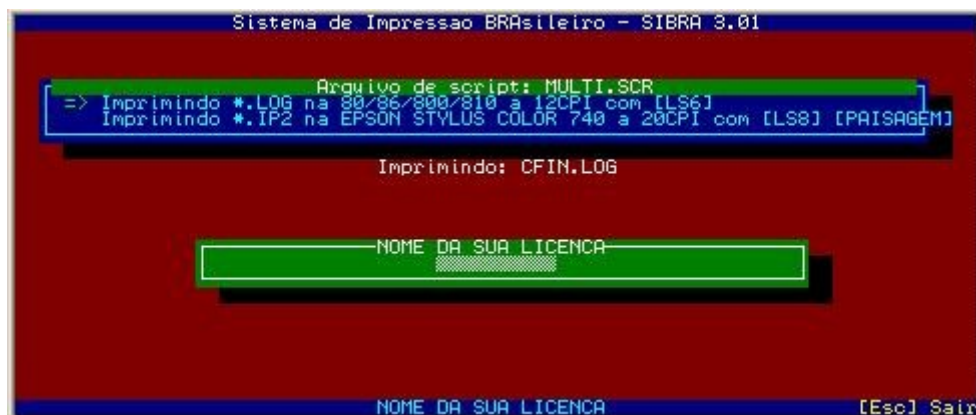 Sistema de Impressao BRAsileiro - SIBRA 3.01
Arquivo de script: MULTI.SCR
=> Imprimindo *.LOG na 80/86/800/810 a 12CPI com [LS6]
Imprimindo *.IP2 na EPSON STYLUS COLOR 740 a 20CPI com [LS8] [PAISAGEM]
Imprimindo: CFIN.LOG
NOME DA SUA LICENCA
NOME DA SUA LICENCA
[Esc] Sair